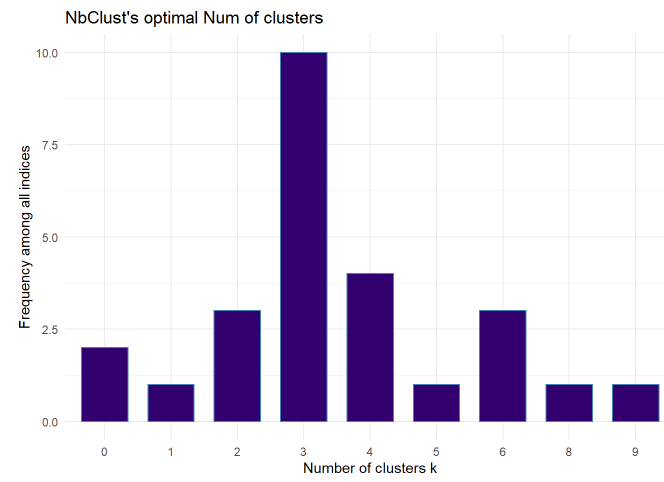 NbClust's optimal Num of clusters
Frequency among all indices
10.0
7.5
5.0
2.5
0.0
0 1 2 3 4 5 6 8 9
Number of clusters k